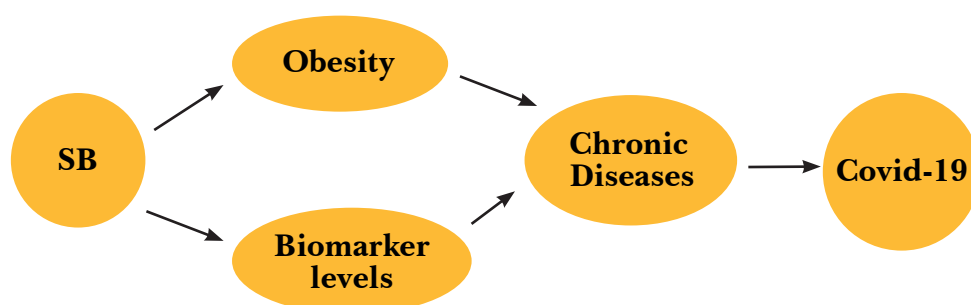 Obesity
SB
Chronic
Diseases
Covid-19
Biomarker
levels